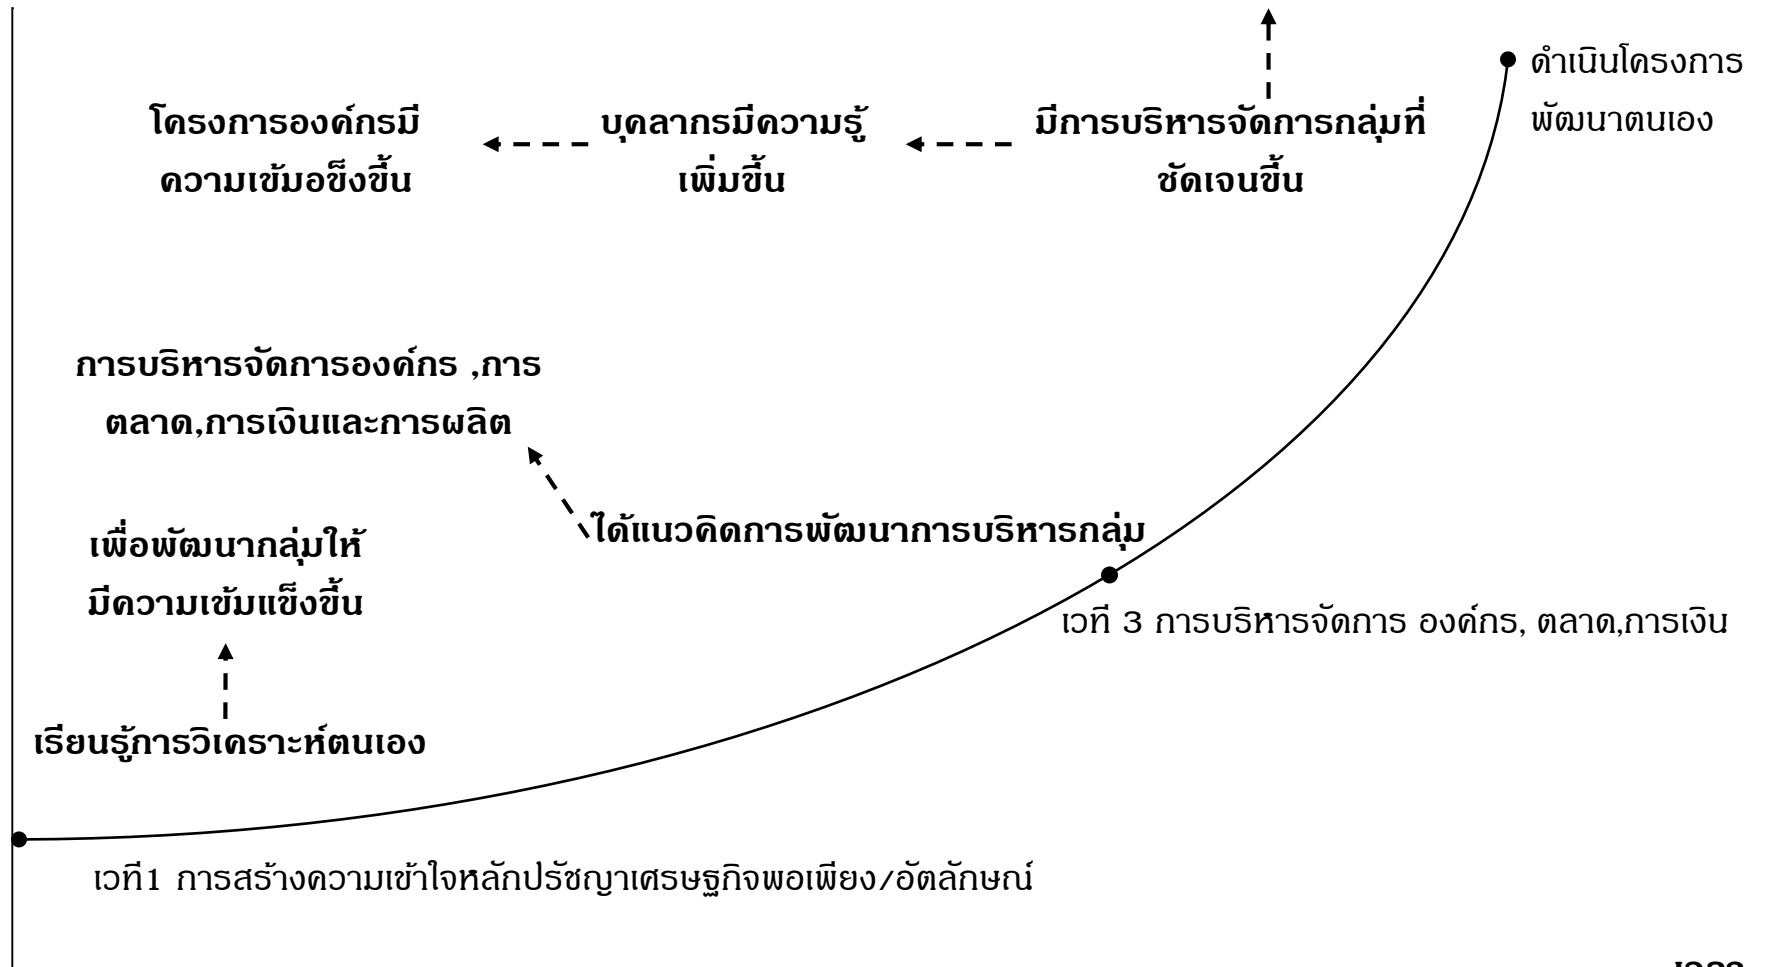 ดำเนินโครงการ
พัฒนาตนเอง
โครงการองค์กรมี
ความเข้มอข็งขึ้น
บุคลากรมีความรู้
เพิ่มขึ้น
มีการบริหารจัดการกลุ่มที่
ชัดเจนขึ้น
การบริหารจัดการองค์กร ,การ
ตลาด,การเงินและการผลิต
ได้แนวคิดการพัฒนาการบริหารกลุ่ม
เพื่อพัฒนากลุ่มให้
มีความเข้มแข็งขึ้น
เวที 3 การบริหารจัดการ องค์กร, ตลาด,การเงิน
เรียนรู้การวิเคราะห์ตนเอง
เวที1 การสร้างความเข้าใจหลักปรัชญาเศรษฐกิจพอเพียง/อัตลักษณ์